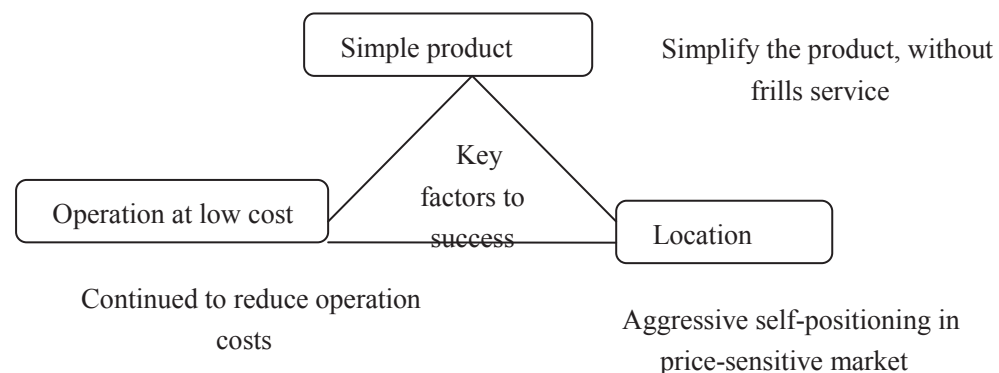 Simple product
Simplify the product, without
frills service
Key
factors to
success
Operation at low cost
Location
Continued to reduce operation
costs
Aggressive self-positioning in
price-sensitive market